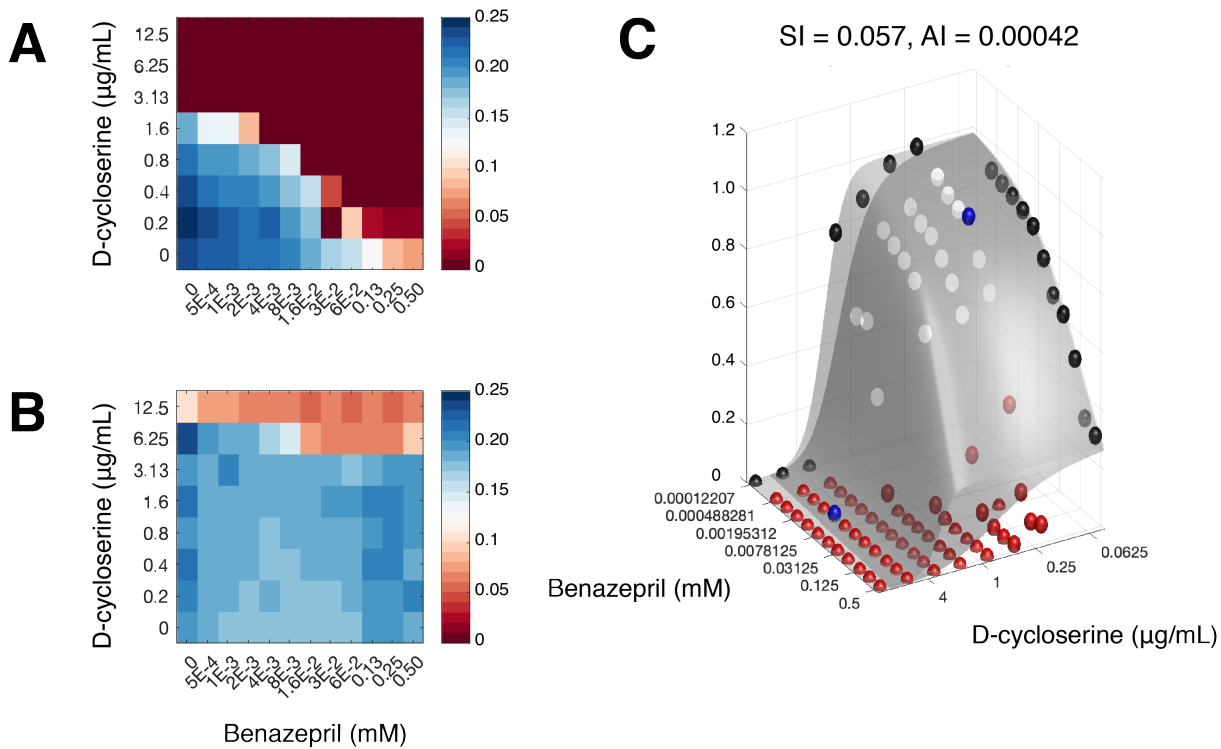 A
D-cycloserine (µg/mL)
12.5
6.25
3.13
1.6
0.8
0.4
0.2
0
0
5E-4
1E-3
2E-3
4E-3
8E-3
1.6E-2
3E-2
6E-2
0.13
0.25
0.50
0.25
0.20
0.15
0.1
0.05
0
B
D-cycloserine (µg/mL)
12.5
6.25
3.13
1.6
0.8
0.4
0.2
0
0
5E-4
1E-3
2E-3
4E-3
8E-3
1.6E-2
3E-2
6E-2
0.13
0.25
0.50
0.25
0.20
0.15
0.1
0.05
0
Benazepril (mM)
C
SI = 0.057, AI = 0.00042
1.2
1.0
0.8
0.6
0.4
0.2
0
0.00012207
0.000488281
0.00195312
0.0078125
0.03125
0.125
0.5
Benazepril (mM)
4
1
0.25
0.0625
D-cycloserine (µg/mL)